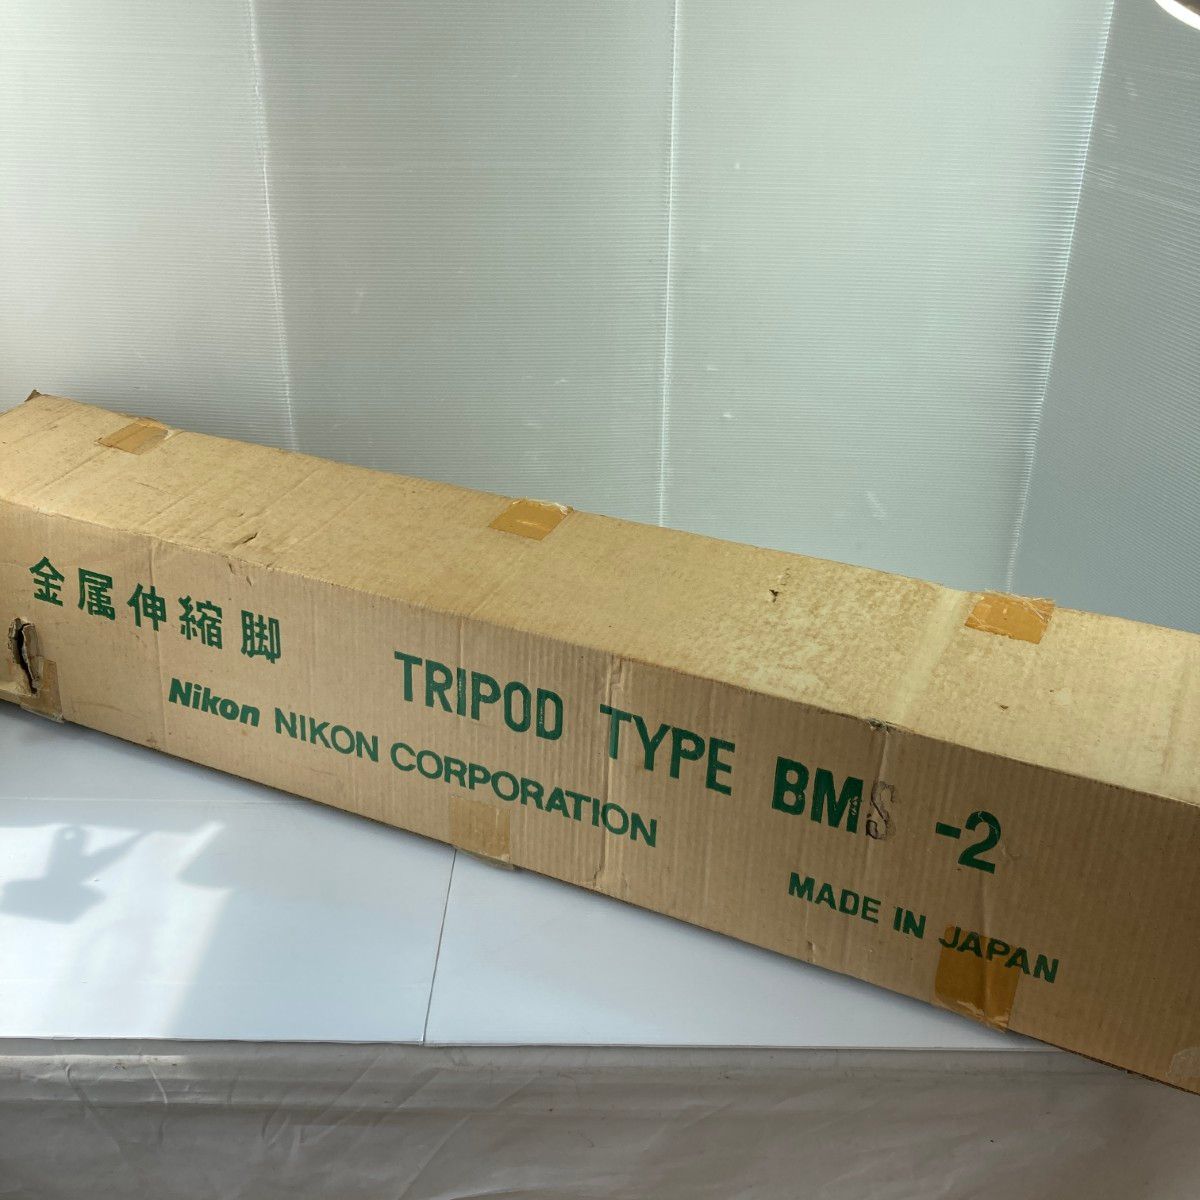 金属伸縮脚 TRIPOD TYPE BMS -2
Nikon NIKON CORPORATION
MADE IN JAPAN